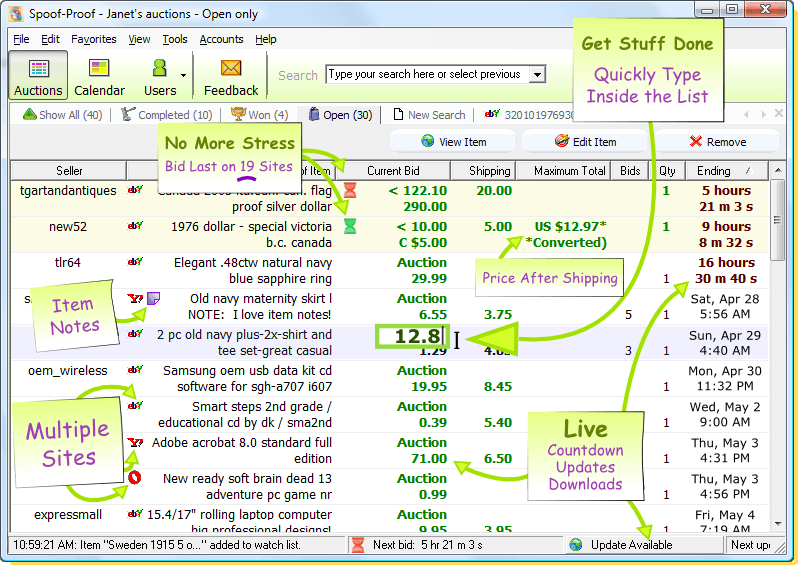 Spoof-Proof - Janet's auctions - Open only
File Edit Favorites View Tools Accounts Help
Auctions Calendar Users Feedback
Search Type your search here or select previous
Get Stuff Done
Quickly Type
Inside the List
Show All (40) Completed (10) Won (4) Open (30) New Search 320101976930
No More Stress
Bid Last on 19 Sites
View Item Edit Item Remove
Seller of Item Current Bid Shipping Maximum Total Bids Qty Ending
tgartandantiques flag < 122.10 20.00 1 5 hours
proof silver dollar 290.00 21 m 3 s
new52 1976 dollar - special victoria < 10.00 5.00 US $12.97* 1 9 hours
b.c. canada C $5.00 *Converted) 8 m 32 s
tlr64 Elegant .48ctw natural navy Auction 16 hours
blue sapphire ring 29.99 1 30 m 40 s
Price After Shipping
Item
Notes
Old navy maternity skirt l Auction Sat, Apr 28
NOTE: I love item notes! 6.55 3.75 5 1 5:56 AM
2 pc old navy plus-2x-shirt and 12.8 Sun, Apr 29
tee set-great casual 1.29 3 1 4:40 AM
oem_wireless Samsung oem usb data kit cd Auction Mon, Apr 30
software for sgh-a707 i607 19.95 8.45 1 11:32 PM
Multiple
Sites
Smart steps 2nd grade / Auction Wed, May 2
educational cd by dk / sma2nd 0.39 5.40 9:00 AM
Adobe acrobat 8.0 standard full Auction Thu, May 3
edition 71.00 6.50 4:31 PM
New ready soft brain dead 13 Auction Thu, May 3
adventure pc game nr 0.99 4:56 PM
Live
Countdown
Updates
Downloads
expressmall 15.4/17" rolling laptop computer Auction Fri, May 4
big professional designs! 9.95 3.95 7:19 AM
10:59:21 AM: Item "Sweden 1915 5 o..." added to watch list. Next bid: 5 hr 21 m 3 s Update Available Next upd